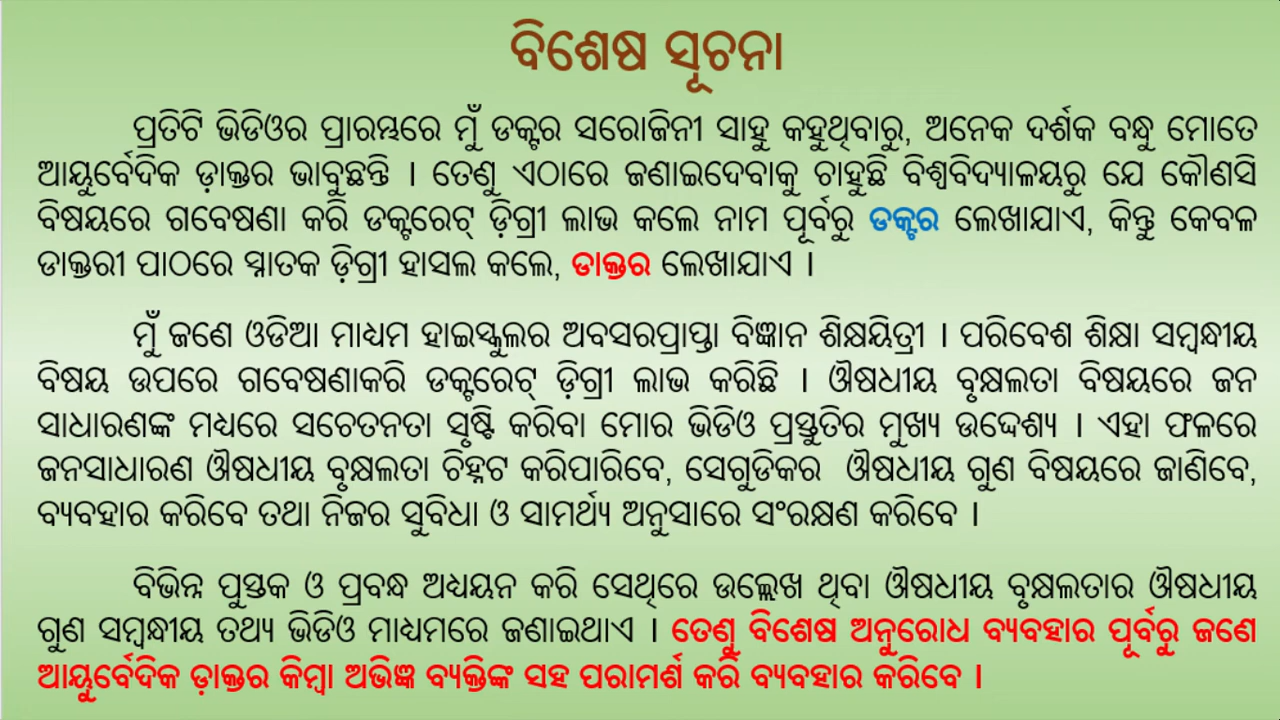 ବିଶେଷ ସୂଚନା
ପ୍ରତିଟି ଭିଡିଓର ପ୍ରାରମ୍ଭରେ ମୁଁ ଡକ୍ଟର ସରୋଜିନୀ ସାହୁ କହୁଥିବାରୁ, ଅନେକ ଦର୍ଶକ ବନ୍ଧୁ ମୋତେ
ଆୟୁର୍ବେଦିକ ଡ଼ାକ୍ତର ଭାବୁଛନ୍ତି । ତେଣୁ ଏଠାରେ ଜଣାଇଦେବାକୁ ଚାହୁଛି ବିଶ୍ୱବିଦ୍ୟାଳୟରୁ ଯେ କୌଣସି
ବିଷୟରେ ଗବେଷଣା କରି ଡକ୍ଟରେଟ୍ ଡ଼ିଗ୍ରୀ ଲାଭ କଲେ ନାମ ପୂର୍ବରୁ ଡକ୍ଟର ଲେଖାଯାଏ, କିନ୍ତୁ କେବଳ
ଡାକ୍ତରୀ ପାଠରେ ସ୍ନାତକ ଡ଼ିଗ୍ରୀ ହାସଲ କଲେ, ଡାକ୍ତର ଲେଖାଯାଏ ।
ମୁଁ ଜଣେ ଓଡିଆ ମାଧ୍ୟମ ହାଇସ୍କୁଲର ଅବସରପ୍ରାପ୍ତା ବିଜ୍ଞାନ ଶିକ୍ଷୟିତ୍ରୀ । ପରିବେଶ ଶିକ୍ଷା ସମ୍ବନ୍ଧୀୟ
ବିଷୟ ଉପରେ ଗବେଷଣାକରି ଡକ୍ଟରେଟ୍ ଡ଼ିଗ୍ରୀ ଲାଭ କରିଛି । ଔଷଧୀୟ ବୃକ୍ଷଲତା ବିଷୟରେ ଜନ
ସାଧାରଣଙ୍କ ମଧ୍ୟରେ ସଚେତନତା ସୃଷ୍ଟି କରିବା ମୋର ଭିଡିଓ ପ୍ରସ୍ତୁତିର ମୁଖ୍ୟ ଉଦ୍ଦେଶ୍ୟ । ଏହା ଫଳରେ
ଜନସାଧାରଣ ଔଷଧୀୟ ବୃକ୍ଷଲତା ଚିହ୍ନଟ କରିପାରିବେ, ସେଗୁଡିକର ଔଷଧୀୟ ଗୁଣ ବିଷୟରେ ଜାଣିବେ,
ବ୍ୟବହାର କରିବେ ତଥା ନିଜର ସୁବିଧା ଓ ସାମର୍ଥ୍ୟ ଅନୁସାରେ ସଂରକ୍ଷଣ କରିବେ ।
ବିଭିନ୍ନ ପୁସ୍ତକ ଓ ପ୍ରବନ୍ଧ ଅଧ୍ୟୟନ କରି ସେଥିରେ ଉଲ୍ଲେଖ ଥିବା ଔଷଧୀୟ ବୃକ୍ଷଲତାର ଔଷଧୀୟ
ଗୁଣ ସମ୍ବନ୍ଧୀୟ ତଥ୍ୟ ଭିଡିଓ ମାଧ୍ୟମରେ ଜଣାଇଥାଏ । ତେଣୁ ବିଶେଷ ଅନୁରୋଧ ବ୍ୟବହାର ପୂର୍ବରୁ ଜଣେ
ଆୟୁର୍ବେଦିକ ଡ଼ାକ୍ତର କିମ୍ବା ଅଭିଜ୍ଞ ବ୍ୟକ୍ତିଙ୍କ ସହ ପରାମର୍ଶ କରି ବ୍ୟବହାର କରିବେ ।